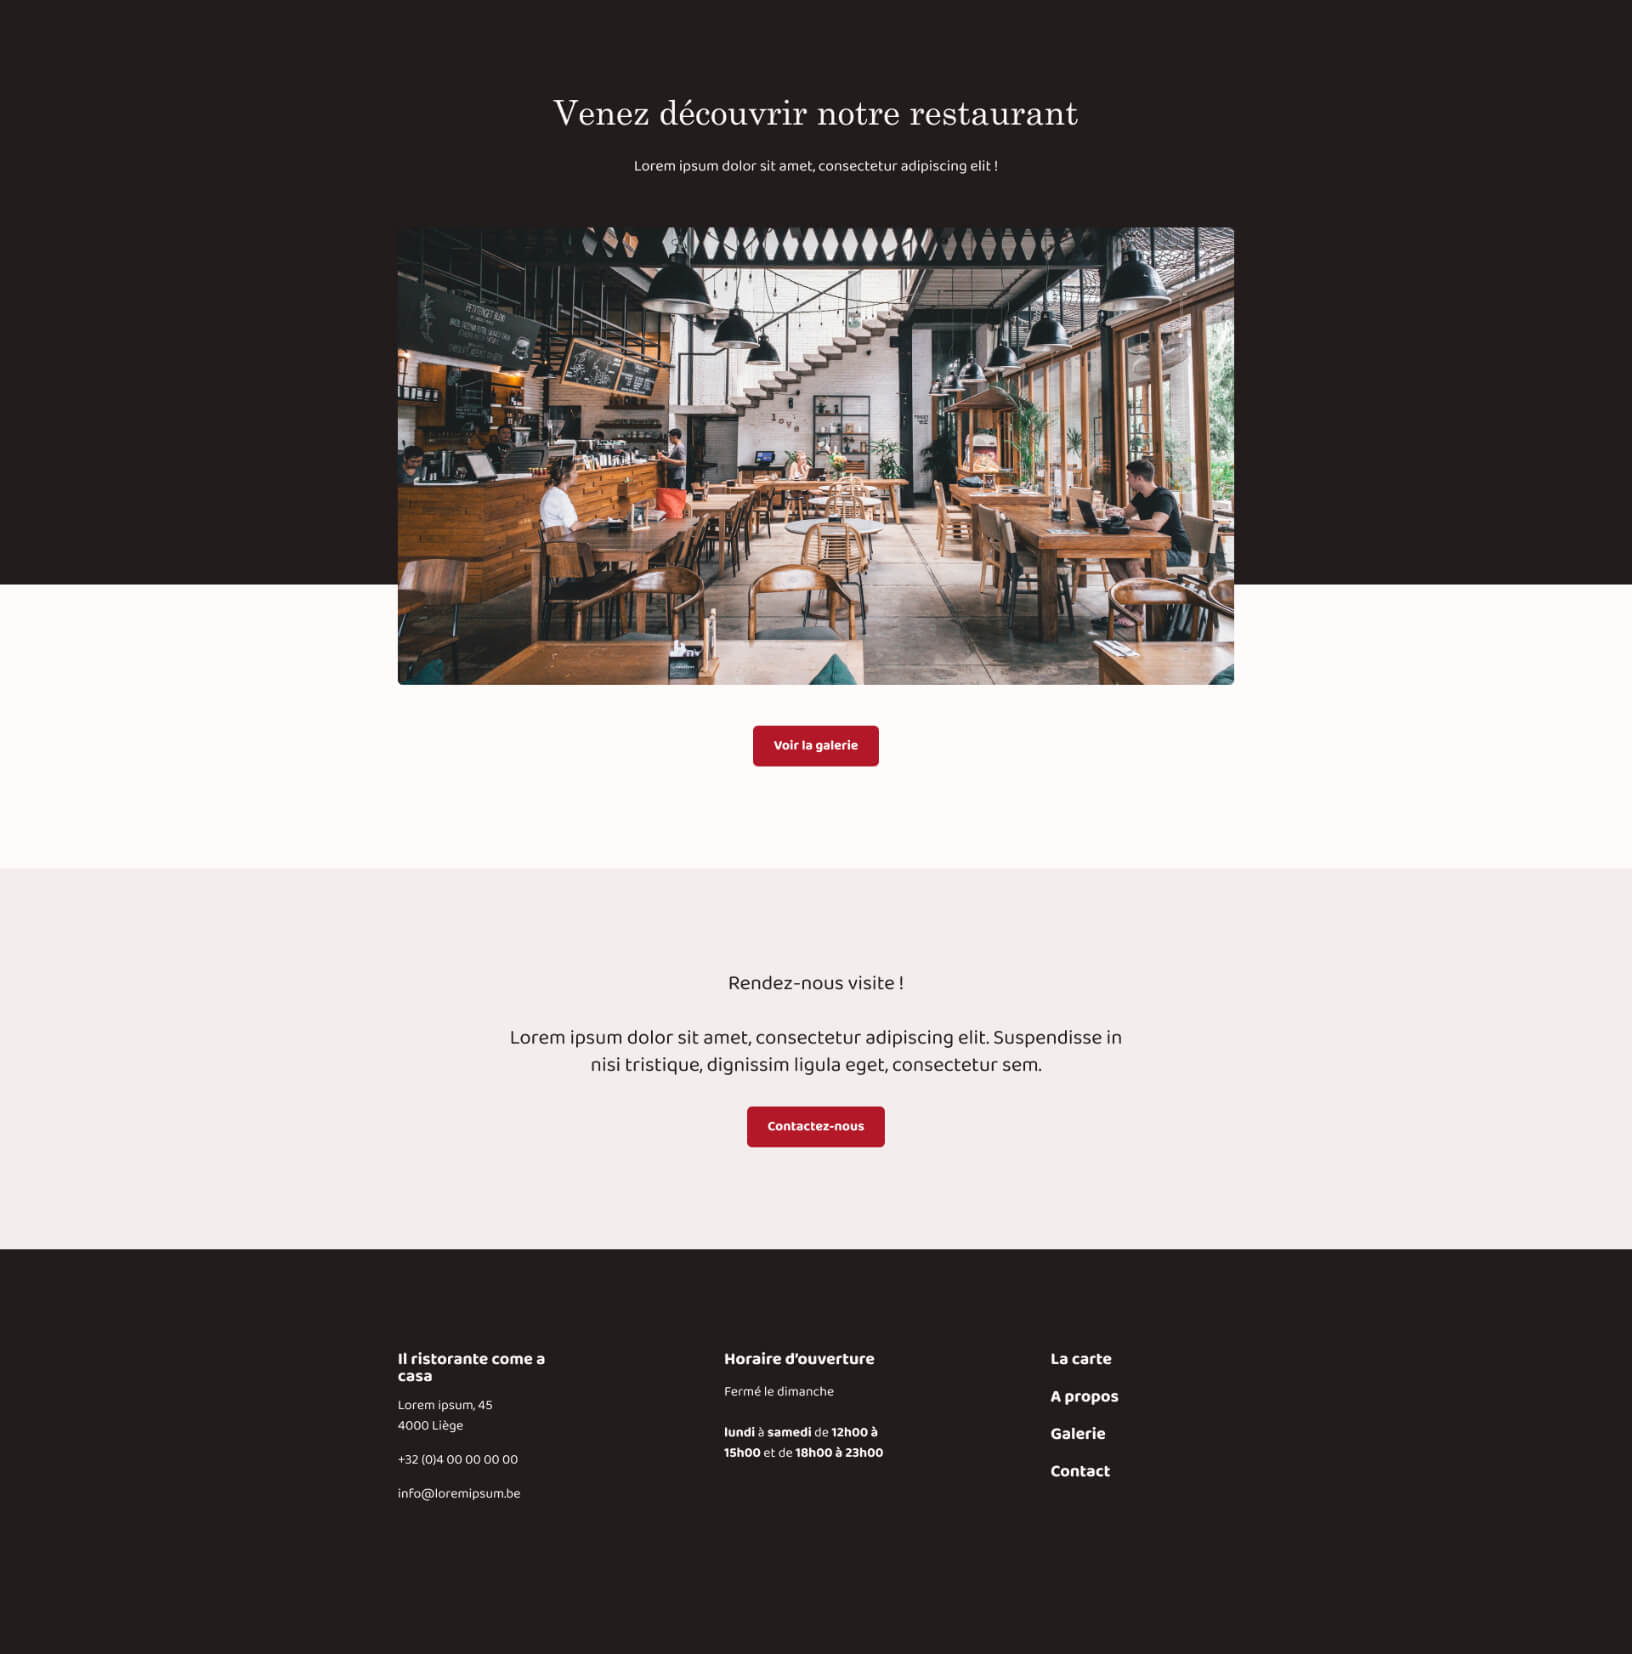 Venez découvrir notre restaurant
Lorem ipsum dolor sit amet, consectetur adipiscing elit !
love
Voir la galerie
Rendez-nous visite !
Lorem ipsum dolor sit amet, consectetur adipiscing elit. Suspendisse in
nisi tristique, dignissim ligula eget, consectetur sem.
Contactez-nous
Il ristorante come a
casa
Lorem ipsum, 45
4000 Liège
+32 (0)4 00 00 00 00
info@loremipsum.be
Horaire d’ouverture
Fermé le dimanche
lundi à samedi de 12h00 à
15h00 et de 18h00 à 23h00
La carte
A propos
Galerie
Contact